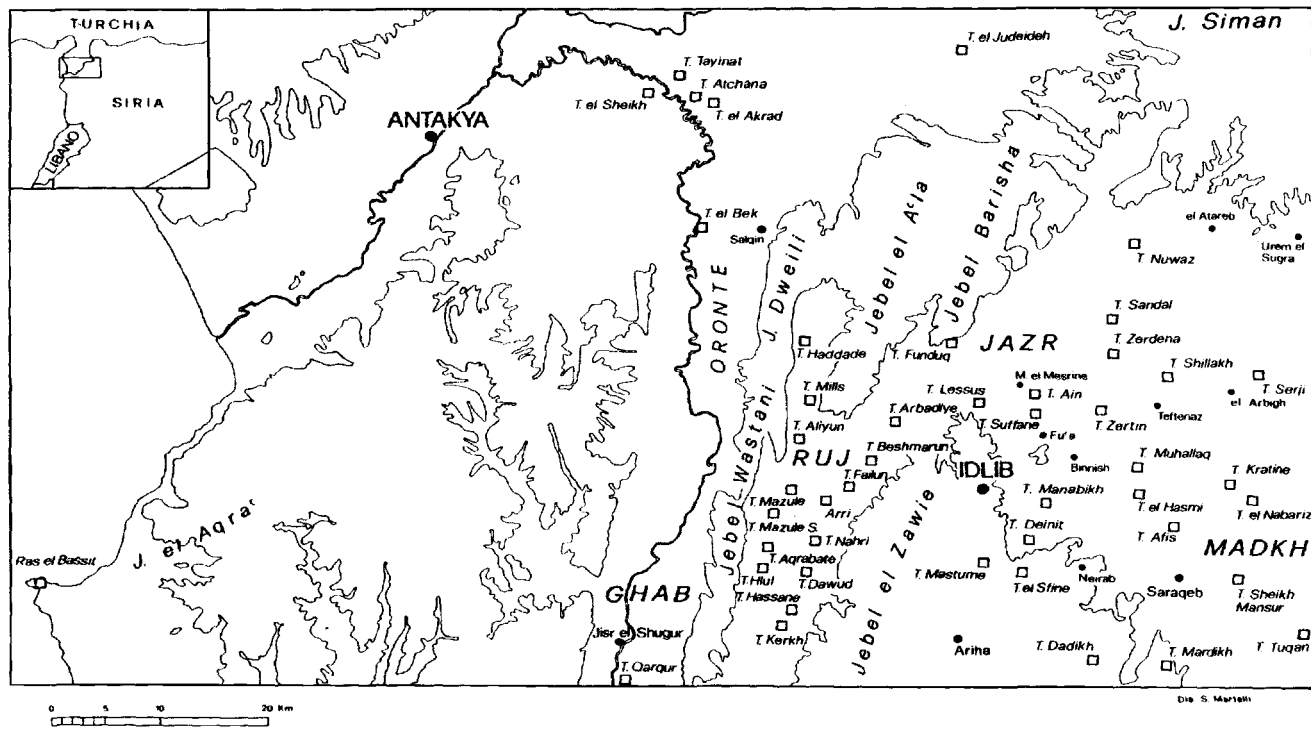 TURCHIA
SIRIA
LIBANO
J. Siman
T. el Judeideh
T. Tayinat
T. Atchana
T. el Sheikh
T. el Akrad
ANTAKYA
T. el Bek
Salqin
el Atareb
Urem el
Sugra
T. Nuwaz
ORONTE
J. Dweili
Jebel el A'la
Jebel Barisha
T. Sandal
T. Haddade
T. Funduq
JAZR
T. Zerdena
T. Shillakh
T. Serji
M. el Mesrine
T. Mills
T. Lessus
T. Ain
el Arbigh
Teftenaz
T. Arbadiye
T. Suffane
T. Zertin
T. Aliyun
Fu'a
Jebel Wastani
RUJ
T. Beshmarun
IDLIB
Binnish
T. Muhallaq
T. Kratine
T. Failun
T. Mazule
Arri
T. Manabikh
T. el Hasmi
T. el Nabariz
T. Mazule S.
T. Nahri
T. Deinit
T. Afis
MADKH
J. el Aqra'
Ras el Bassit
T. Aqrabate
T. Hlul
T. Dawud
Jebel el Zawie
T. Mastume
T. el Sfine
Neirab
Saraqeb
T. Sheikh
Mansur
GHAB
T. Hassane
Jisr el Shugur
T. Kerkh
Ariha
T. Dadikh
T. Mardikh
T. Tuqan
T. Qarqur
0 5 10 20 Km
Dis. S. Martelli